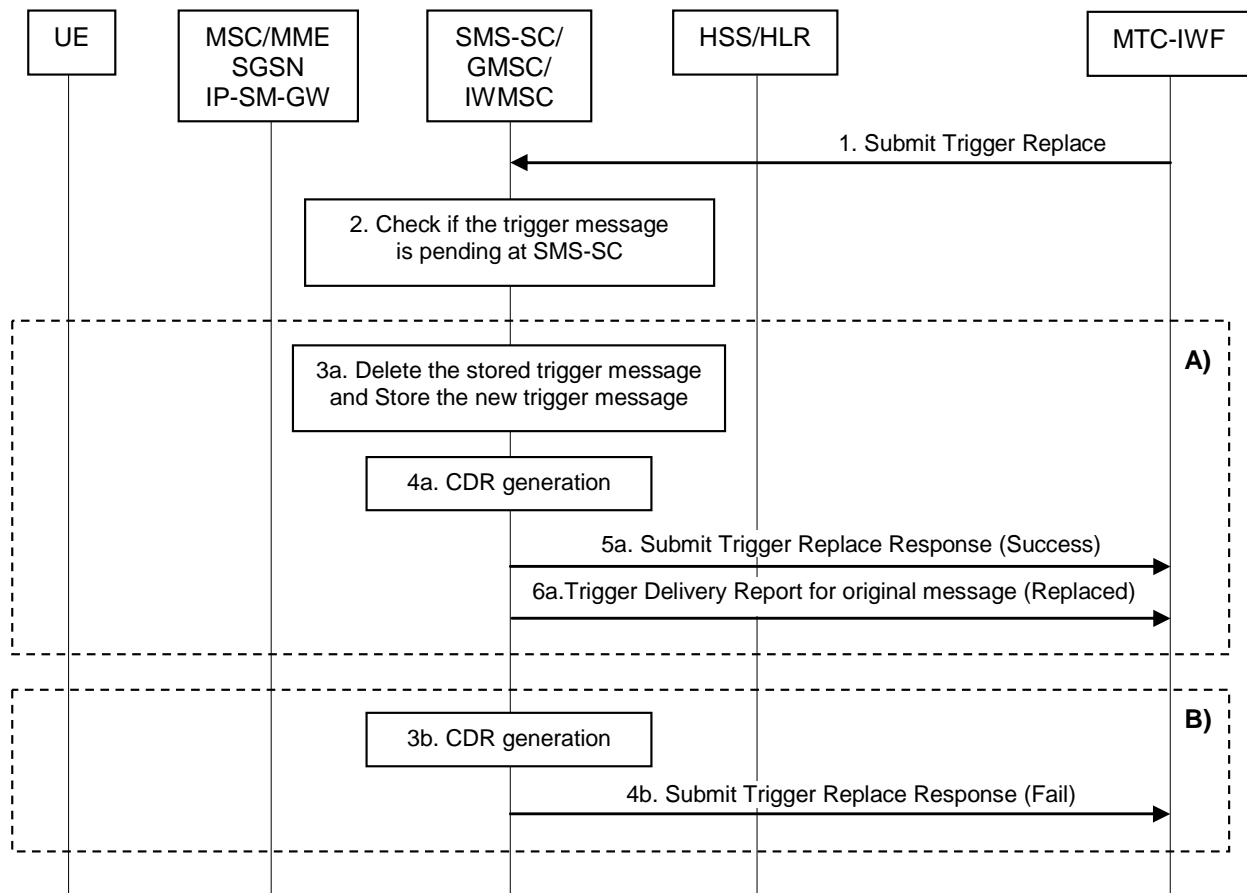 UE
MSC/MME
SGSN
IP-SM-GW
SMS-SC/
GMSC/
IWMSC
HSS/HLR
MTC-IWF
1. Submit Trigger Replace
2. Check if the trigger message
is pending at SMS-SC
A)
3a. Delete the stored trigger message
and Store the new trigger message
4a. CDR generation
5a. Submit Trigger Replace Response (Success)
6a.Trigger Delivery Report for original message (Replaced)
B)
3b. CDR generation
4b. Submit Trigger Replace Response (Fail)